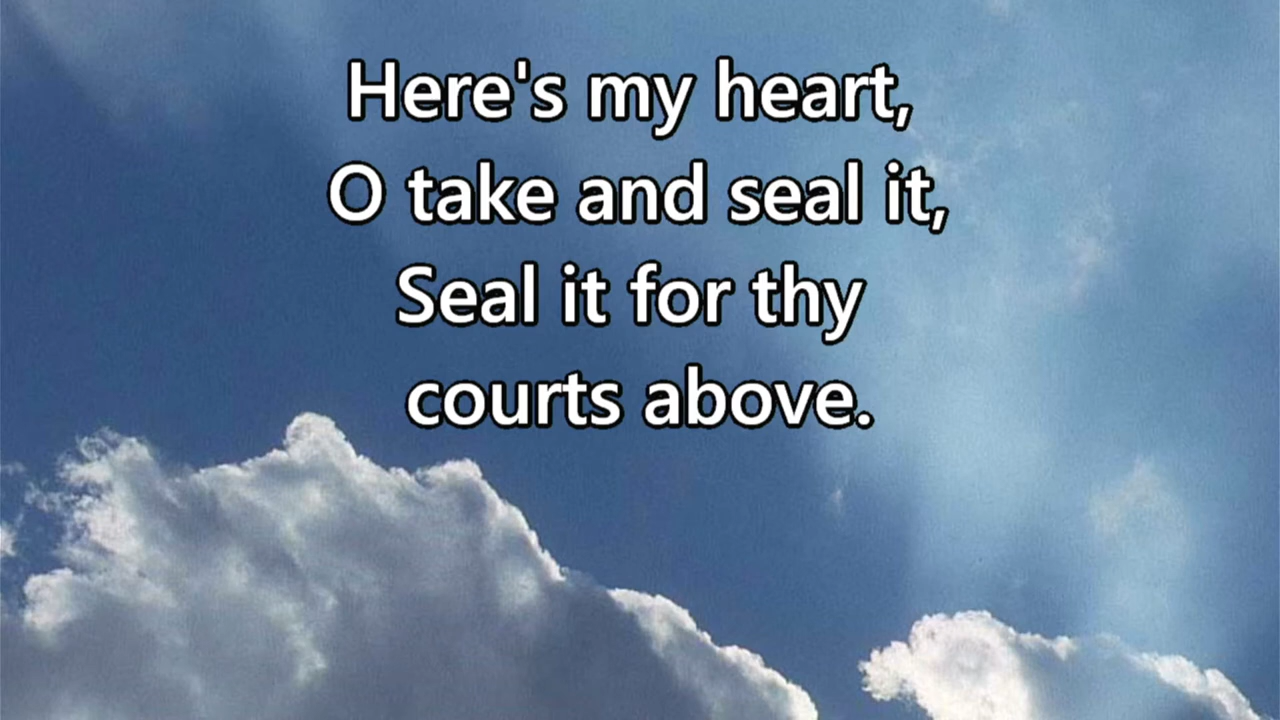 Here's my heart,
O take and seal it,
Seal it for thy
courts above.